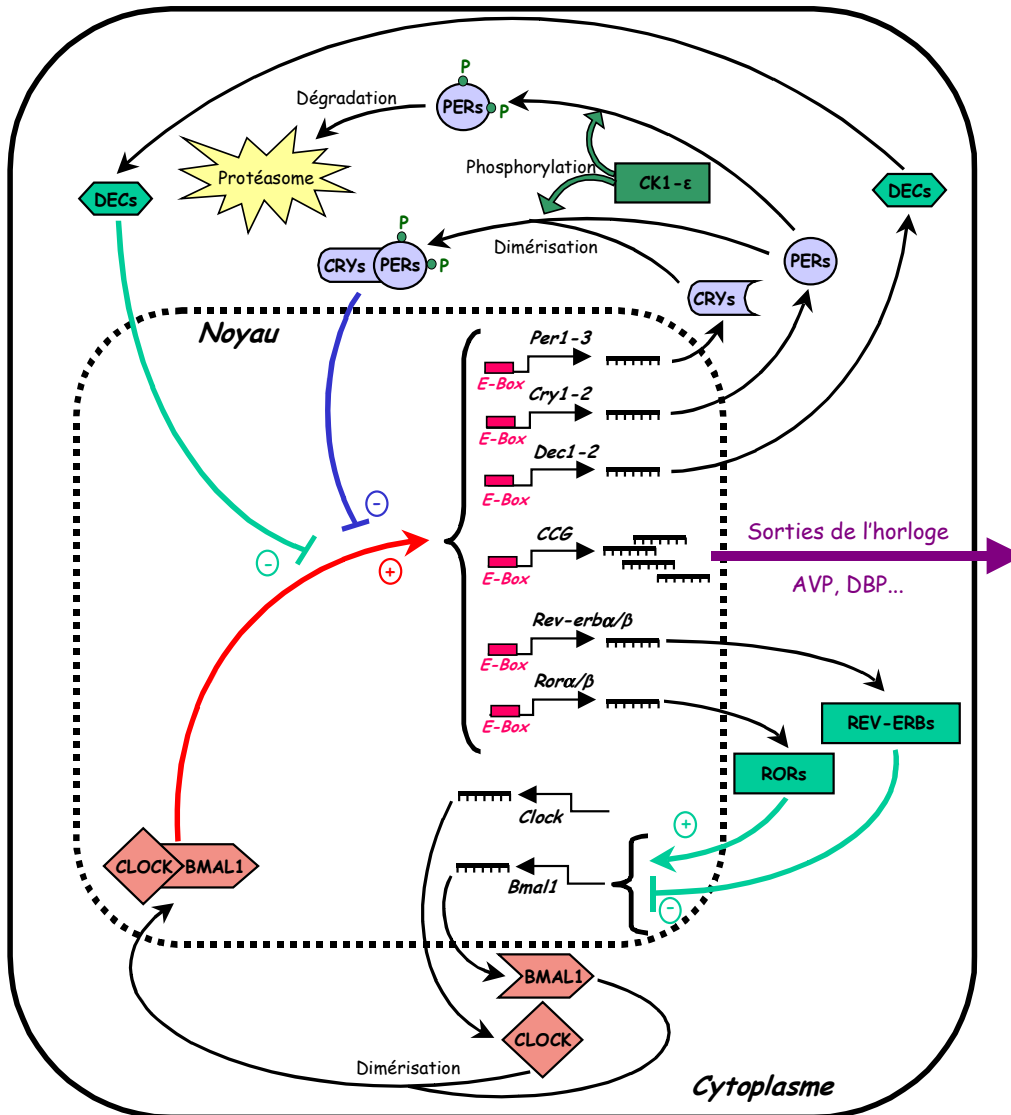 P
Dégradation
PERs
P
Protéasome
Phosphorylation
CK1-ε
DECs
DECs
P
Dimérisation
CRYs
PERs
P
PERs
CRYs
Noyau
Per1-3
E-Box
Cry1-2
E-Box
Dec1-2
E-Box
-
-
+
CCG
E-Box
Sorties de l'horloge
AVP, DBP...
Rev-erbα/β
E-Box
Rorα/β
E-Box
REV-ERBs
RORs
Clock
+
CLOCK
BMAL1
Bmal1
-
BMAL1
CLOCK
Dimérisation
Cytoplasme